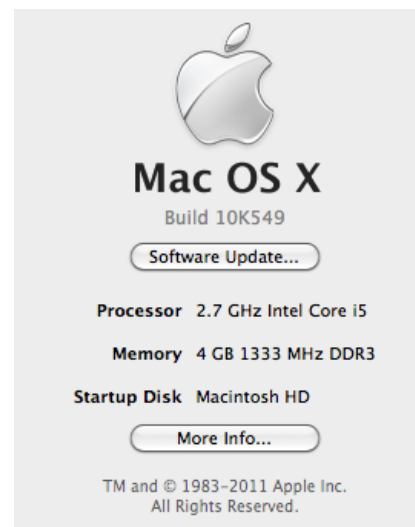 Mac OS X
Build 10K549
Software Update...
Processor 2.7 GHz Intel Core i5
Memory 4 GB 1333 MHz DDR3
Startup Disk Macintosh HD
More Info...
TM and © 1983–2011 Apple Inc.
All Rights Reserved.